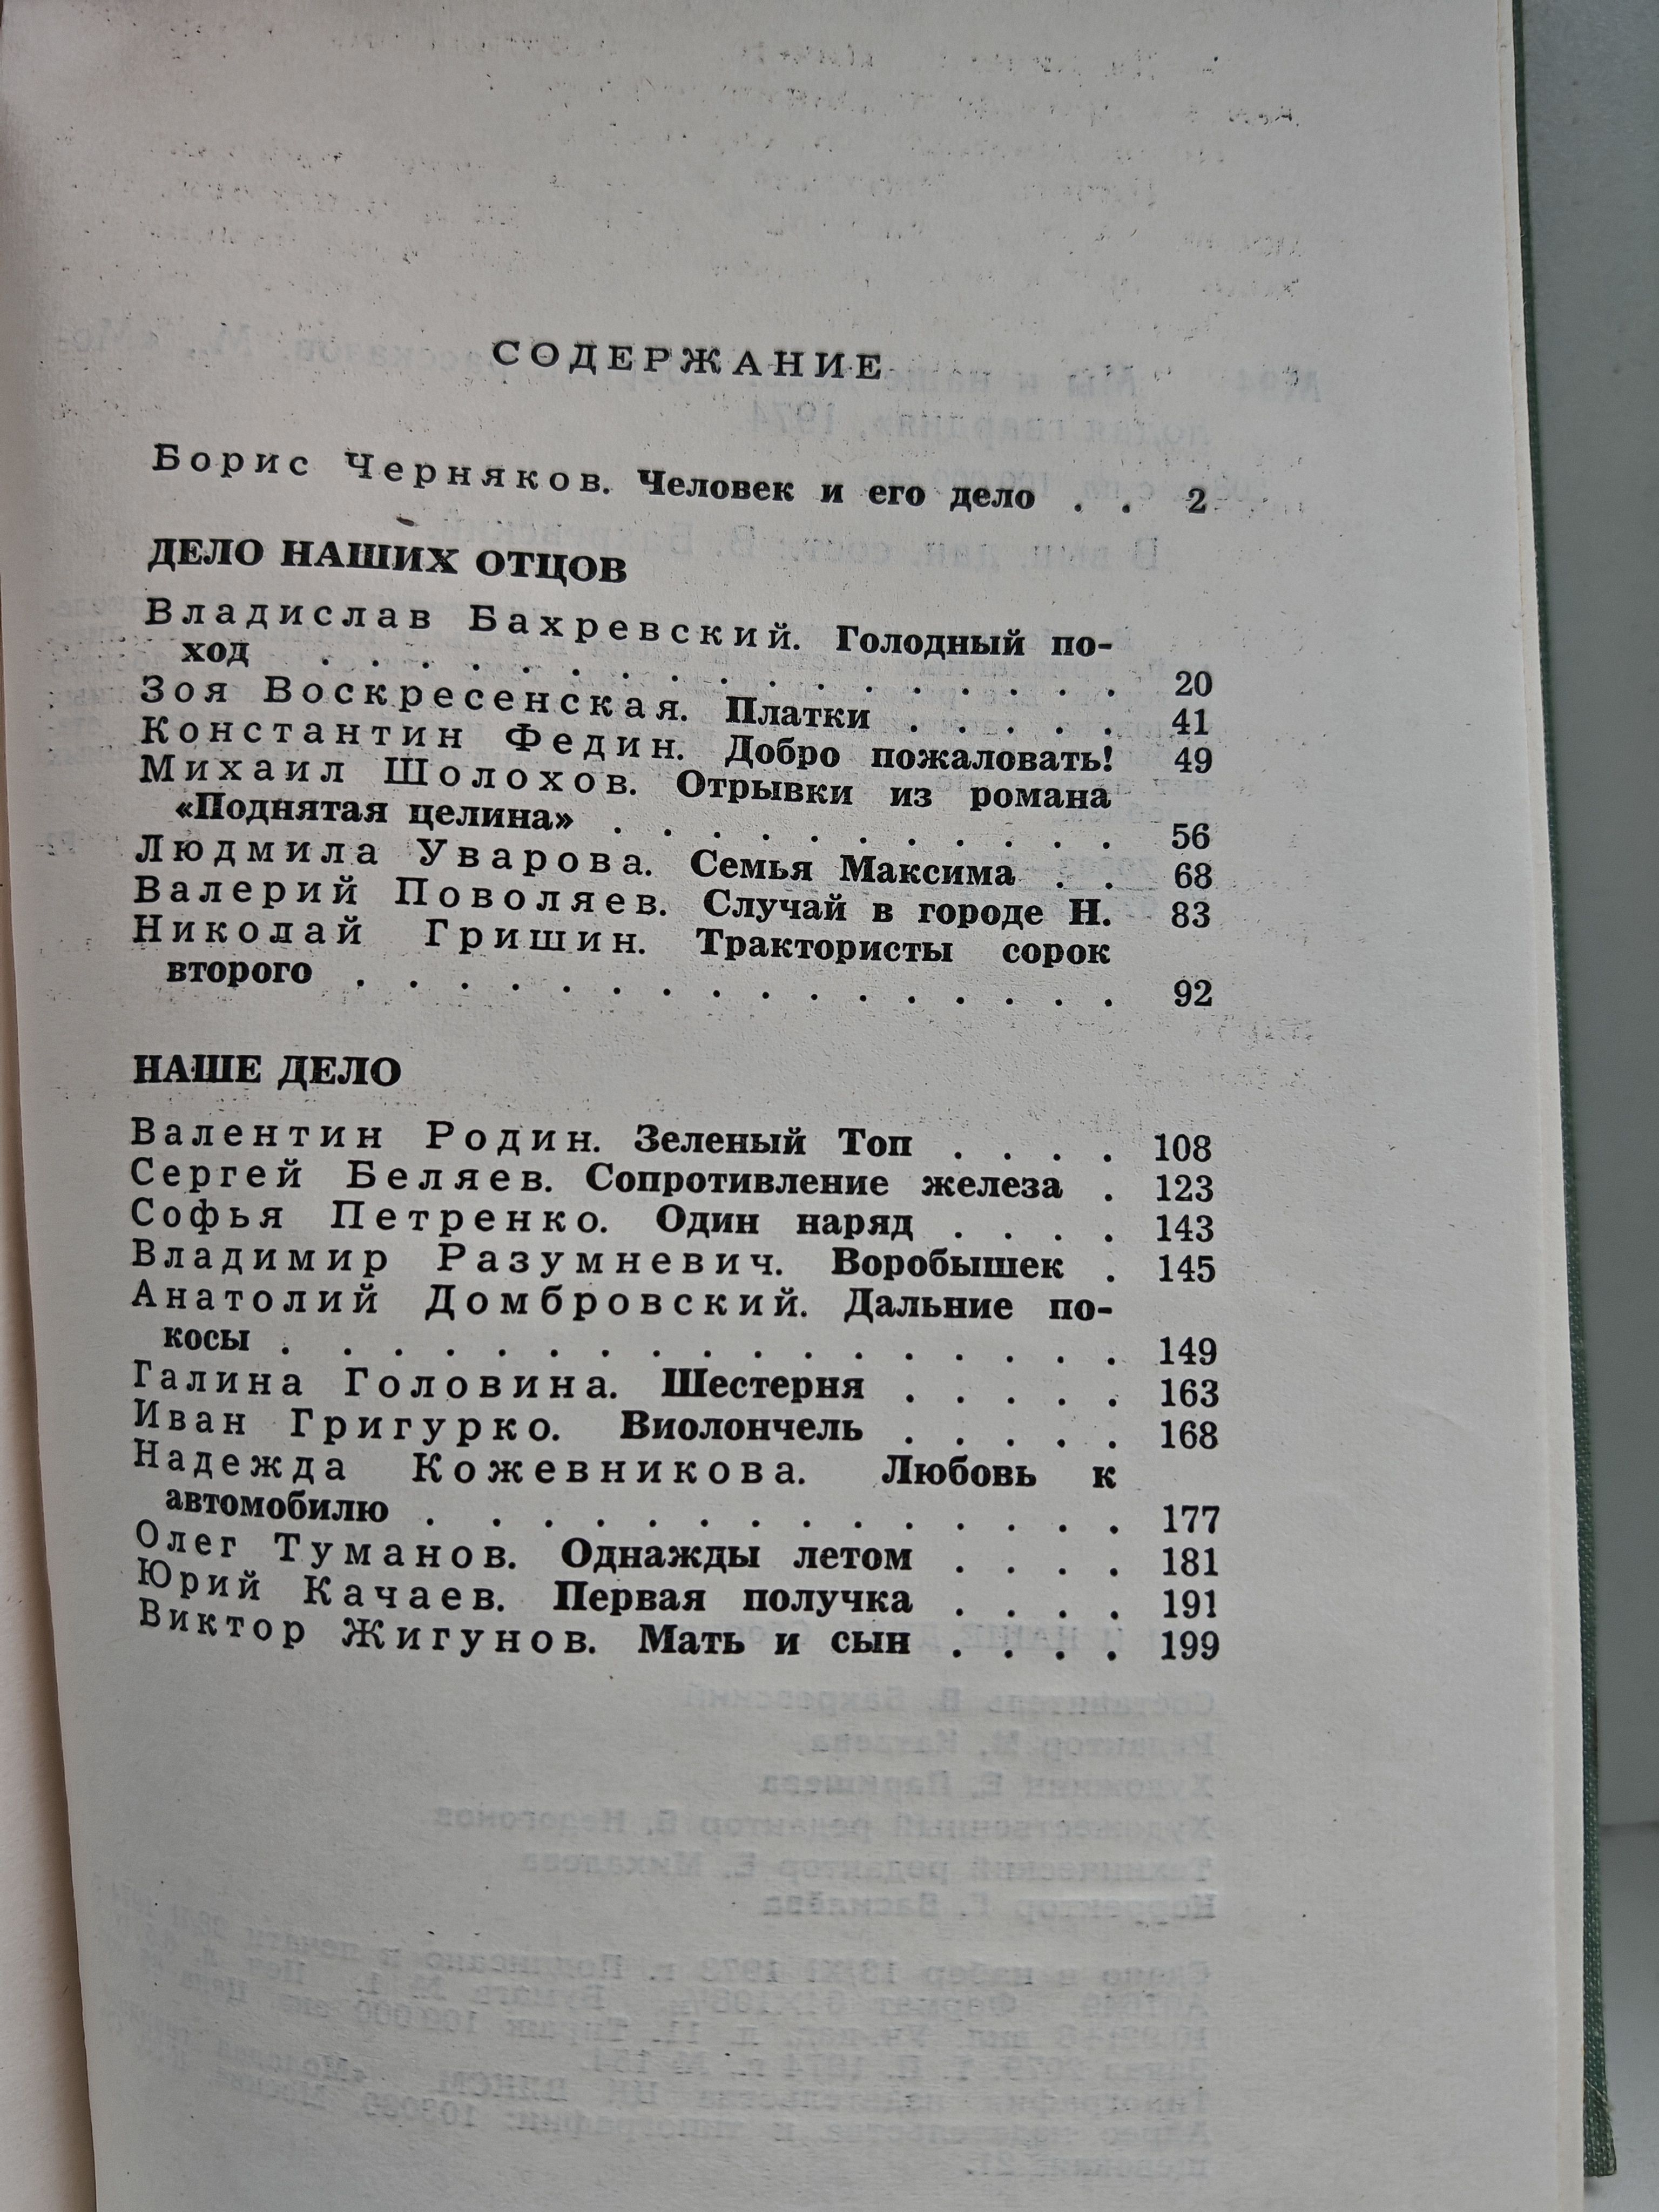 СОДЕРЖАНИЕ
Борис Черняков. Человек и его дело . . 2
ДЕЛО НАШИХ ОТЦОВ
Владислав Бахревский. Голодный по-
ход . . . . . . . . . . . . . . . . . 20
Зоя Воскресенская. Платки . . . . . 41
Константин Федин. Добро пожаловать! 49
Михаил Шолохов. Отрывки из романа
«Поднятая целина» . . . . . . . . . . . 56
Людмила Уварова. Семья Максима . . 68
Валерий Поволяев. Случай в городе Н. 83
Николай Гришин. Трактористы сорок
второго . . . . . . . . . . . . . . . . 92
НАШЕ ДЕЛО
Валентин Родин. Зеленый Топ . . . . 108
Сергей Беляев. Сопротивление железа . 123
Софья Петренко. Один наряд . . . . 143
Владимир Разумневич. Воробышек . 145
Анатолий Домбровский. Дальние по-
косы . . . . . . . . . . . . . . . . . 149
Галина Головина. Шестерня . . . . . 163
Иван Григурко. Виолончель . . . . . 168
Надежда Кожевникова. Любовь к
автомобилю . . . . . . . . . . . . . . 177
Олег Туманов. Однажды летом . . . . 181
Юрий Качаев. Первая получка . . . . 191
Виктор Жигунов. Мать и сын . . . . 199